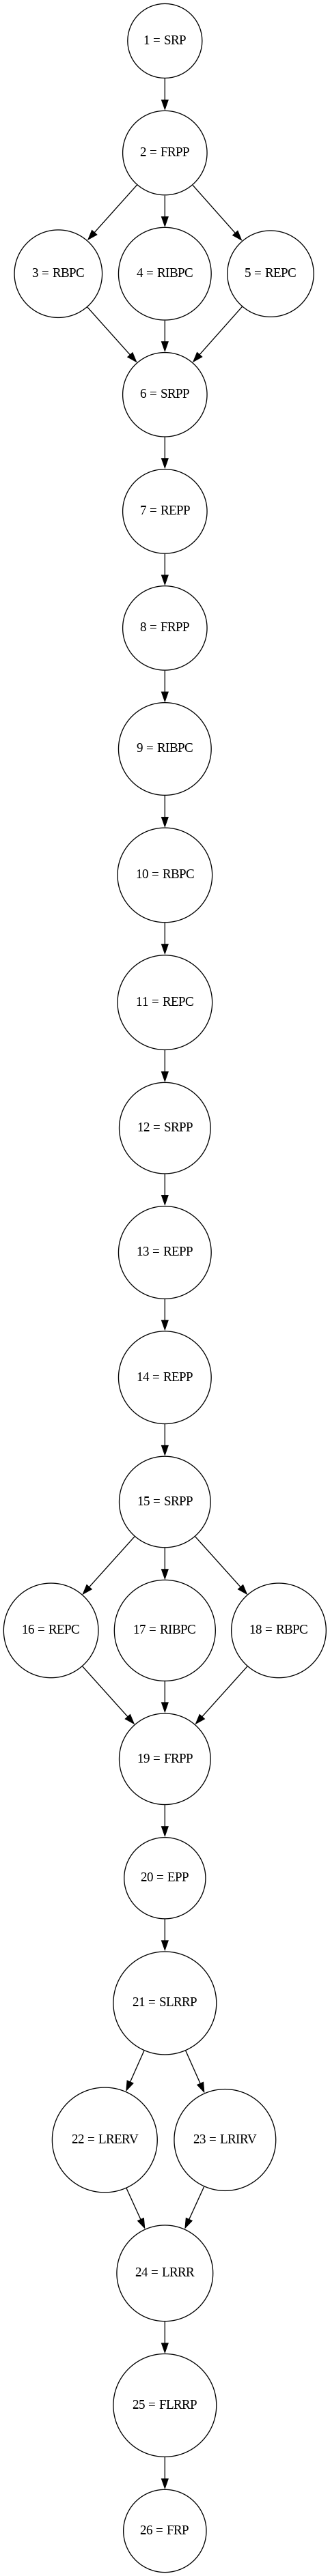 1 = SRP
2 = FRPP
3 = RBPC
4 = RIBPC
5 = REPC
6 = SRPP
7 = REPP
8 = FRPP
9 = RIBPC
10 = RBPC
11 = REPC
12 = SRPP
13 = REPP
14 = REPP
15 = SRPP
16 = REPC
17 = RIBPC
18 = RBPC
19 = FRPP
20 = EPP
21 = SLRRP
22 = LRERV
23 = LRIRV
24 = LRRR
25 = FLRRP
26 = FRP